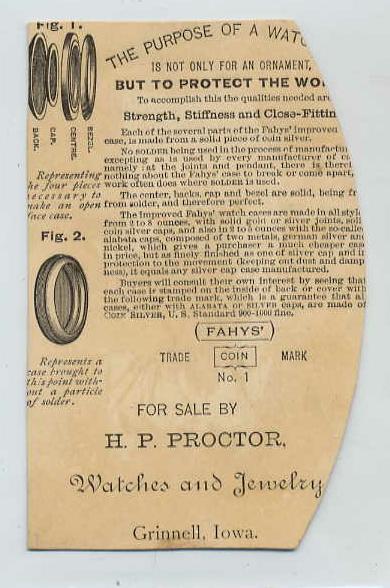 Fig. 1.
BACK.
CAP.
CENTRE.
BEZEL.
Representing
he four pieces
ecessary to
ake an open
ace case.
Fig. 2.
Represents a
case brought to
this point with-
out a particle
of solder.
THE PURPOSE OF A WATC
IS NOT ONLY FOR AN ORNAMENT,
BUT TO PROTECT THE WO
To accomplish this the qualities needed are
Strength, Stiffness and Close-Fittin
Each of the several parts of the Fahys' improved
case, is made from a solid piece of coin silver.
No solder being used in the process of manufactur
excepting as is used by every manufacturer of ca
namely: at the joints and pendant, there is theref
nothing about the Fahys' case to break or come apart,
work often does where solder is used.
The center, backs, cap and bezel are solid, being fr
from solder, and therefore perfect.
The improved Fahys' watch cases are made in all style
from 2 to 8 ounces, with solid gold or silver joints, soli
coin silver caps, and also in 2 to 5 ounces with the so-calle
alabata caps, composed of two metals, german silver an
nickel, which gives a purchaser a much cheaper case
in price, but as finely finished as one of silver cap and i
protection to the movement (keeping out dust and damp
ness), it equals any silver cap case manufactured.
Buyers will consult their own interest by seeing that
each case is stamped on the inside of back or cover with
the following trade mark, which is a guarantee that al
cases, either with ALABATA or SILVER caps, are made of
COIN SILVER, U. S. Standard 900-1000 fine.
FAHYS'
TRADE COIN MARK
No. 1
FOR SALE BY
H. P. PROCTOR,
Watches and Jewelry
Grinnell, Iowa.